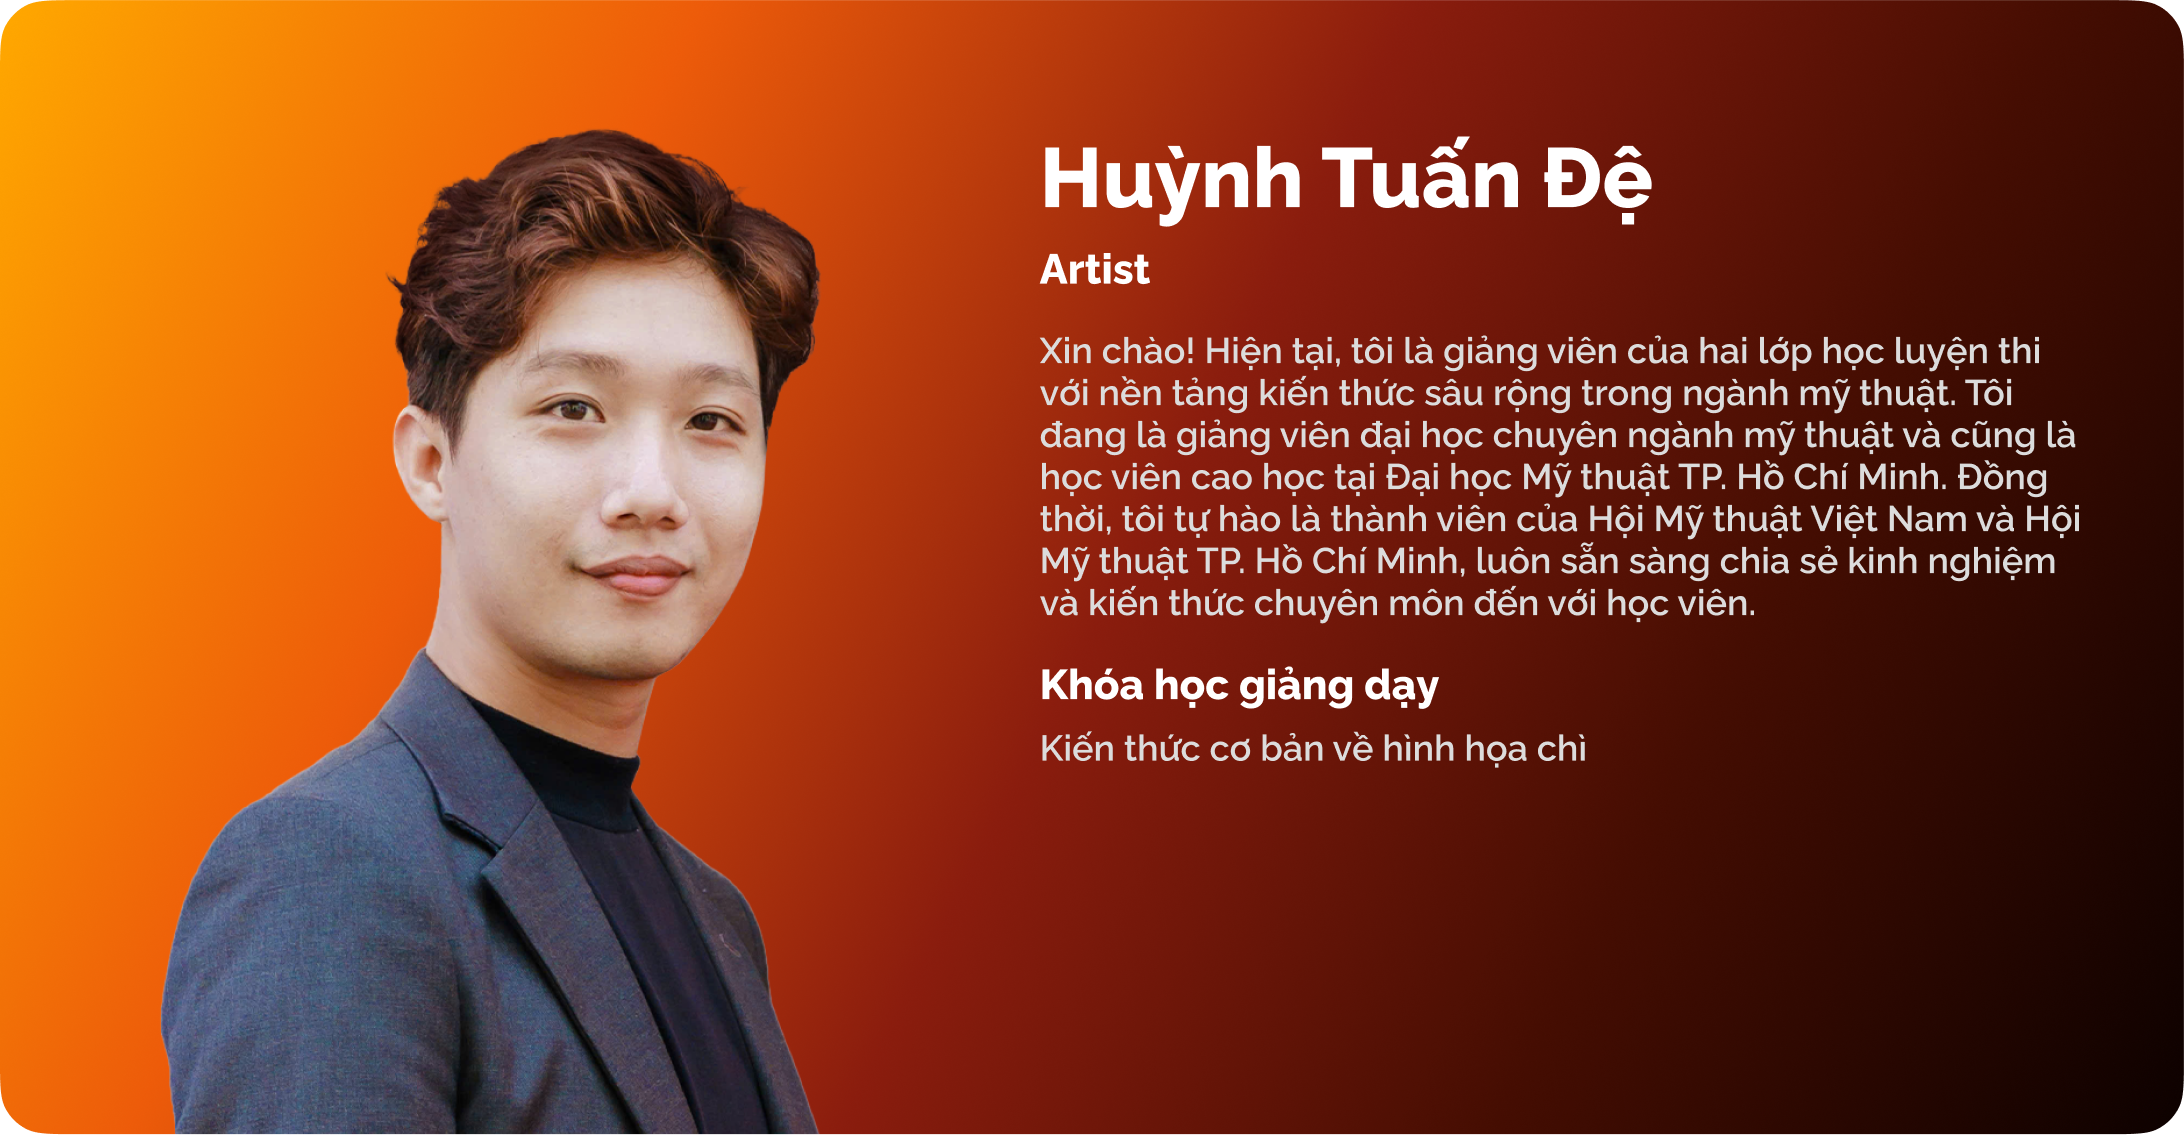 Huỳnh Tuấn Đệ
Artist
Xin chào! Hiện tại, tôi là giảng viên của hai lớp học luyện thi
với nền tảng kiến thức sâu rộng trong ngành mỹ thuật. Tôi
đang là giảng viên đại học chuyên ngành mỹ thuật và cũng là
học viên cao học tại Đại học Mỹ thuật TP. Hồ Chí Minh. Đồng
thời, tôi tự hào là thành viên của Hội Mỹ thuật Việt Nam và Hội
Mỹ thuật TP. Hồ Chí Minh, luôn sẵn sàng chia sẻ kinh nghiệm
và kiến thức chuyên môn đến với học viên.
Khóa học giảng dạy
Kiến thức cơ bản về hình họa chì